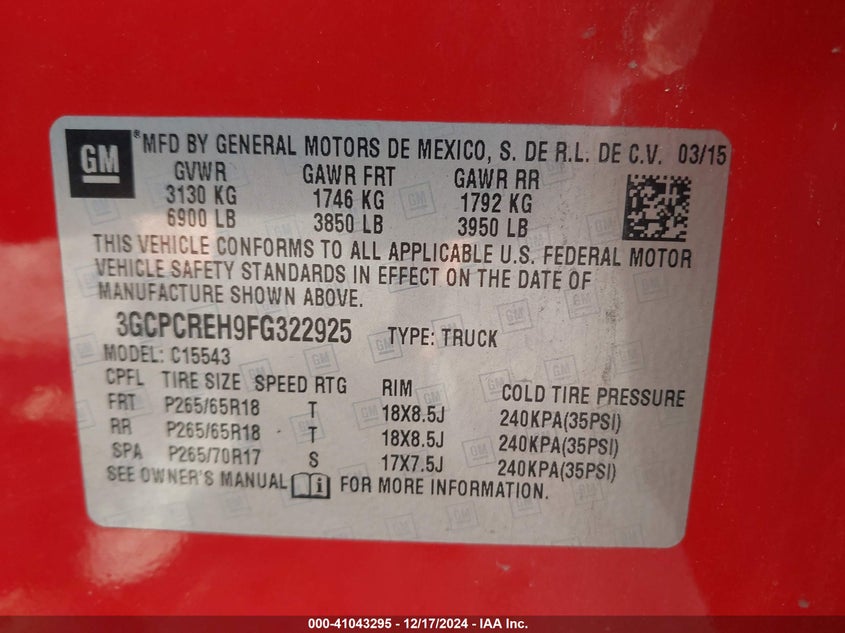 GM ® MFD BY GENERAL MOTORS DE MEXICO, S. DE R.L. DE C.V. 03/15
GVWR GAWR FRT GAWR RR
3130 KG 1746 KG 1792 KG
6900 LB 3850 LB 3950 LB
THIS VEHICLE CONFORMS TO ALL APPLICABLE U.S. FEDERAL MOTOR
VEHICLE SAFETY STANDARDS IN EFFECT ON THE DATE OF
MANUFACTURE SHOWN ABOVE.
3GCPCREH9FG322925 TYPE: TRUCK
MODEL: C15543
CPFL TIRE SIZE SPEED RTG RIM COLD TIRE PRESSURE
FRT P265/65R18 T 18X8.5J 240KPA(35PSI)
RR P265/65R18 T 18X8.5J 240KPA(35PSI)
SPA P265/70R17 S 17X7.5J 240KPA(35PSI)
SEE OWNER'S MANUAL i FOR MORE INFORMATION.
000-41043295 - 12/17/2024 - IAA Inc.